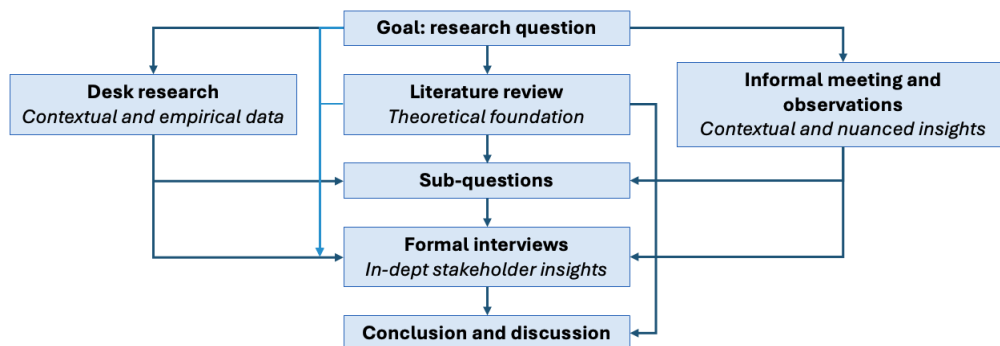 Goal: research question
Desk research
Contextual and empirical data
Literature review
Theoretical foundation
Informal meeting and
observations
Contextual and nuanced insights
Sub-questions
Formal interviews
In-dept stakeholder insights
Conclusion and discussion